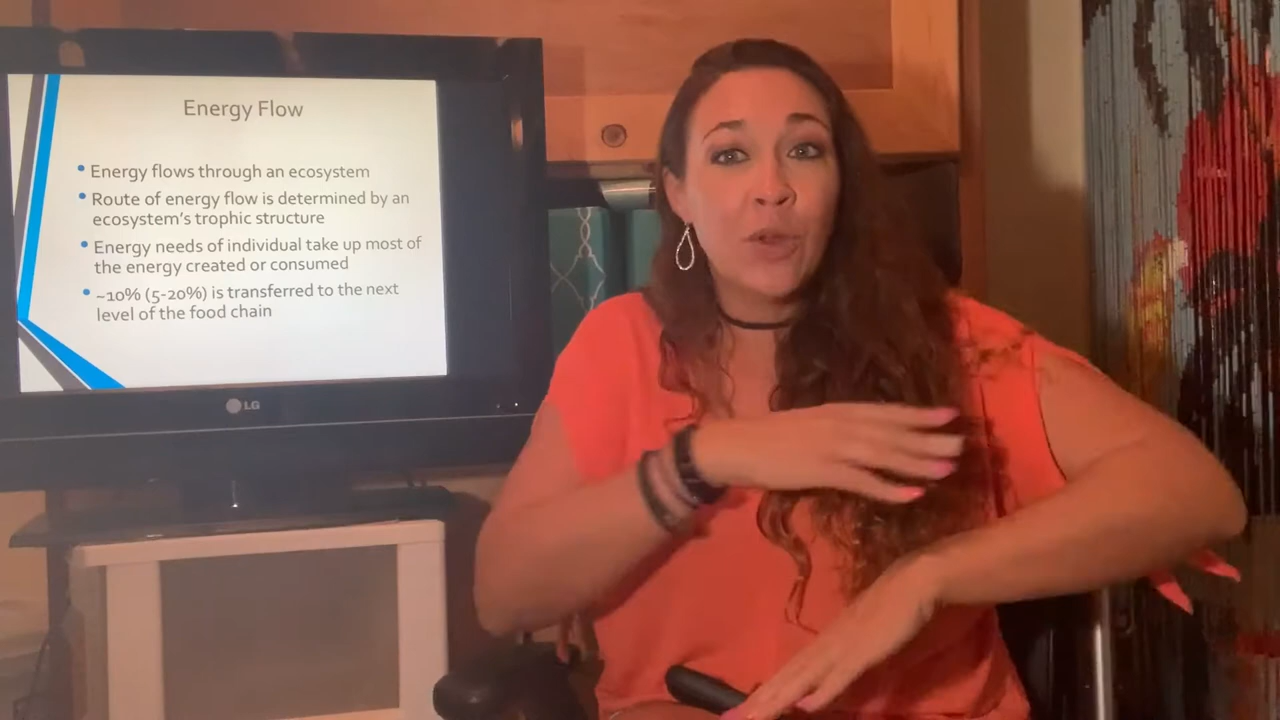 Energy Flow
• Energy flows through an ecosystem
• Route of energy flow is determined by an
ecosystem's trophic structure
• Energy needs of individual take up most of
the energy created or consumed
• ~10% (5-20%) is transferred to the next
level of the food chain
LG